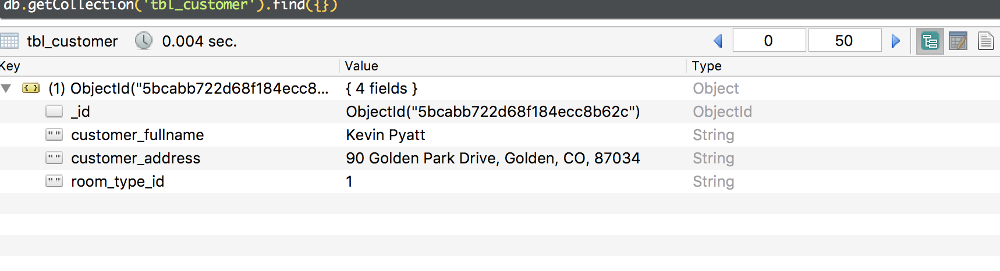 db.getCollection('tbl_customer').find({})
tbl_customer 0.004 sec. 0 50
Key Value Type
(1) ObjectId("5bcabb722d68f184ecc8... { 4 fields } Object
_id ObjectId("5bcabb722d68f184ecc8b62c") ObjectId
customer_fullname Kevin Pyatt String
customer_address 90 Golden Park Drive, Golden, CO, 87034 String
room_type_id 1 String